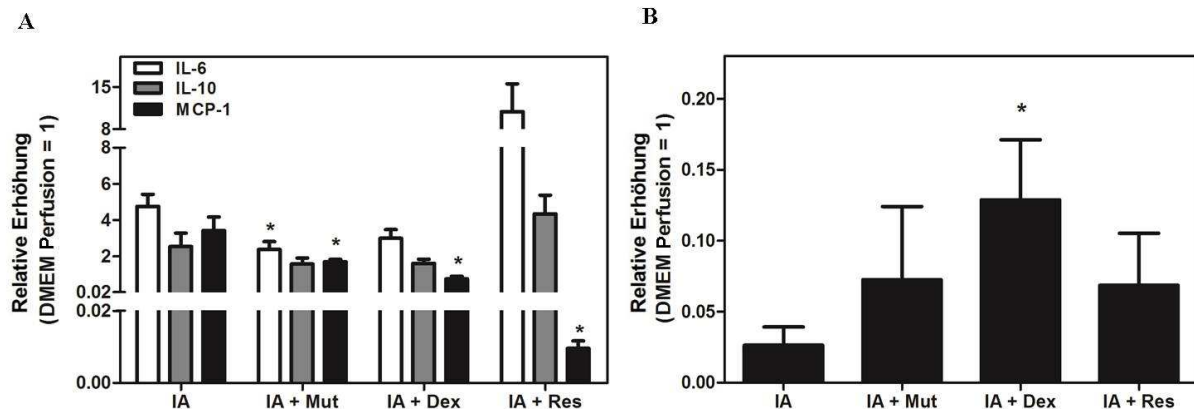 A
Relative Erhöhung
(DMEM Perfusion = 1)
15
8
8
6
4
2
0.02
0.02
0.00
IL-6
IL-10
MCP-1
*
*
*
*
IA
IA + Mut
IA + Dex
IA + Res
B
Relative Erhöhung
(DMEM Perfusion = 1)
0.20
0.15
0.10
0.05
0.00
*
IA
IA + Mut
IA + Dex
IA + Res